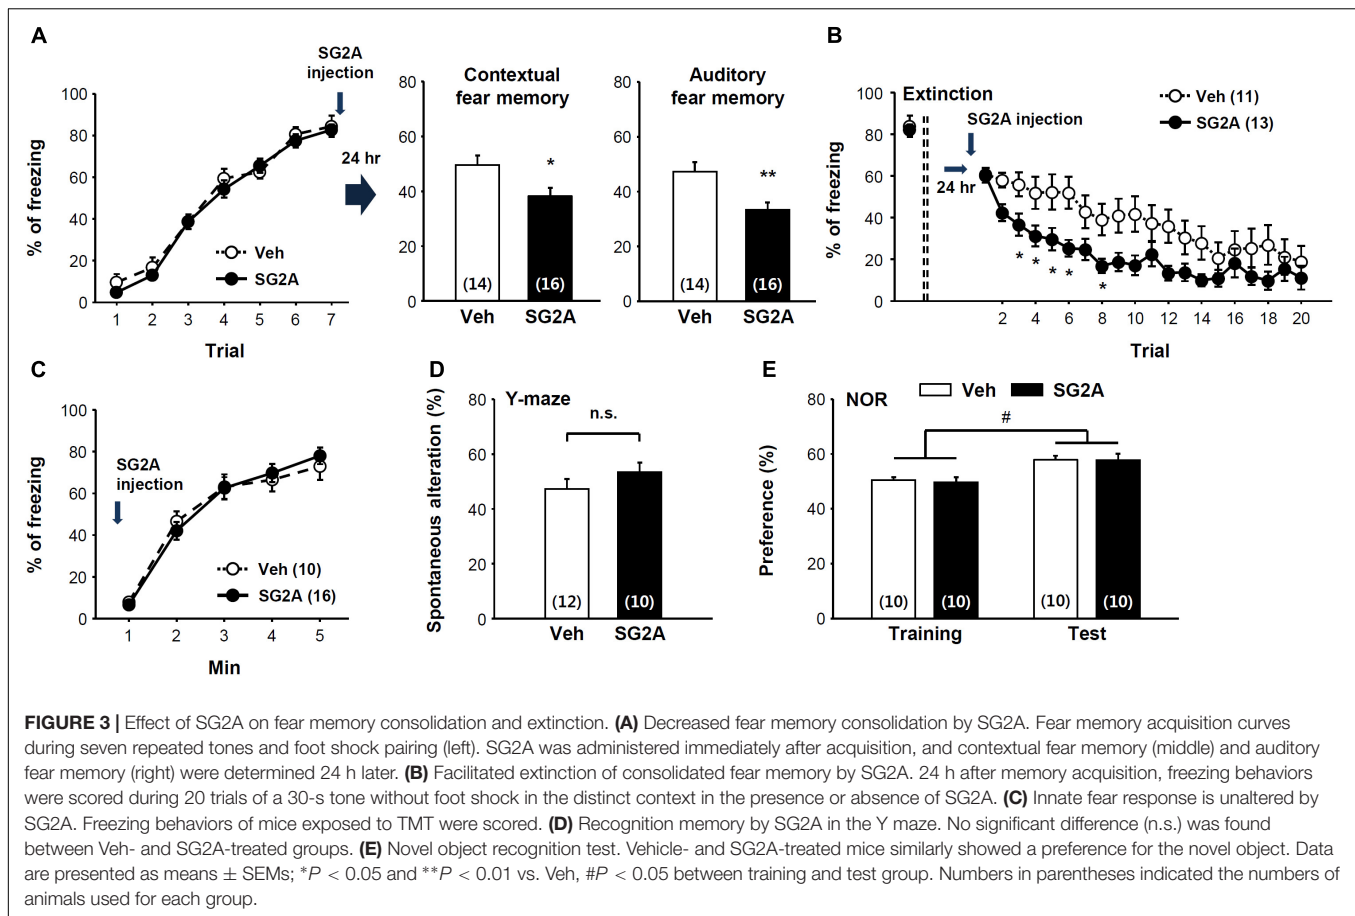 A
SG2A
injection
% of freezing
100
80
60
40
20
0
1 2 3 4 5 6 7
Trial
Veh
SG2A
24 hr
Contextual
fear memory
80
60
40
20
0
*
(14) (16)
Veh SG2A
Auditory
fear memory
80
60
40
20
0
**
(14) (16)
Veh SG2A
B
Extinction
SG2A injection
24 hr
Veh (11)
SG2A (13)
% of freezing
100
80
60
40
20
0
* * * * *
2 4 6 8 10 12 14 16 18 20
Trial
C
% of freezing
100
80
60
40
20
0
SG2A
injection
Veh (10)
SG2A (16)
1 2 3 4 5
Min
D
Y-maze
Spontaneous alteration (%)
80
60
40
20
0
n.s.
(12) (10)
Veh SG2A
E
NOR
Veh SG2A
Preference (%)
80
60
40
20
0
#
(10) (10) (10) (10)
Training Test
FIGURE 3 | Effect of SG2A on fear memory consolidation and extinction. (A) Decreased fear memory consolidation by SG2A. Fear memory acquisition curves
during seven repeated tones and foot shock pairing (left). SG2A was administered immediately after acquisition, and contextual fear memory (middle) and auditory
fear memory (right) were determined 24 h later. (B) Facilitated extinction of consolidated fear memory by SG2A. 24 h after memory acquisition, freezing behaviors
were scored during 20 trials of a 30-s tone without foot shock in the distinct context in the presence or absence of SG2A. (C) Innate fear response is unaltered by
SG2A. Freezing behaviors of mice exposed to TMT were scored. (D) Recognition memory by SG2A in the Y maze. No significant difference (n.s.) was found
between Veh- and SG2A-treated groups. (E) Novel object recognition test. Vehicle- and SG2A-treated mice similarly showed a preference for the novel object. Data
are presented as means ± SEMs; *P < 0.05 and **P < 0.01 vs. Veh, #P < 0.05 between training and test group. Numbers in parentheses indicated the numbers of
animals used for each group.